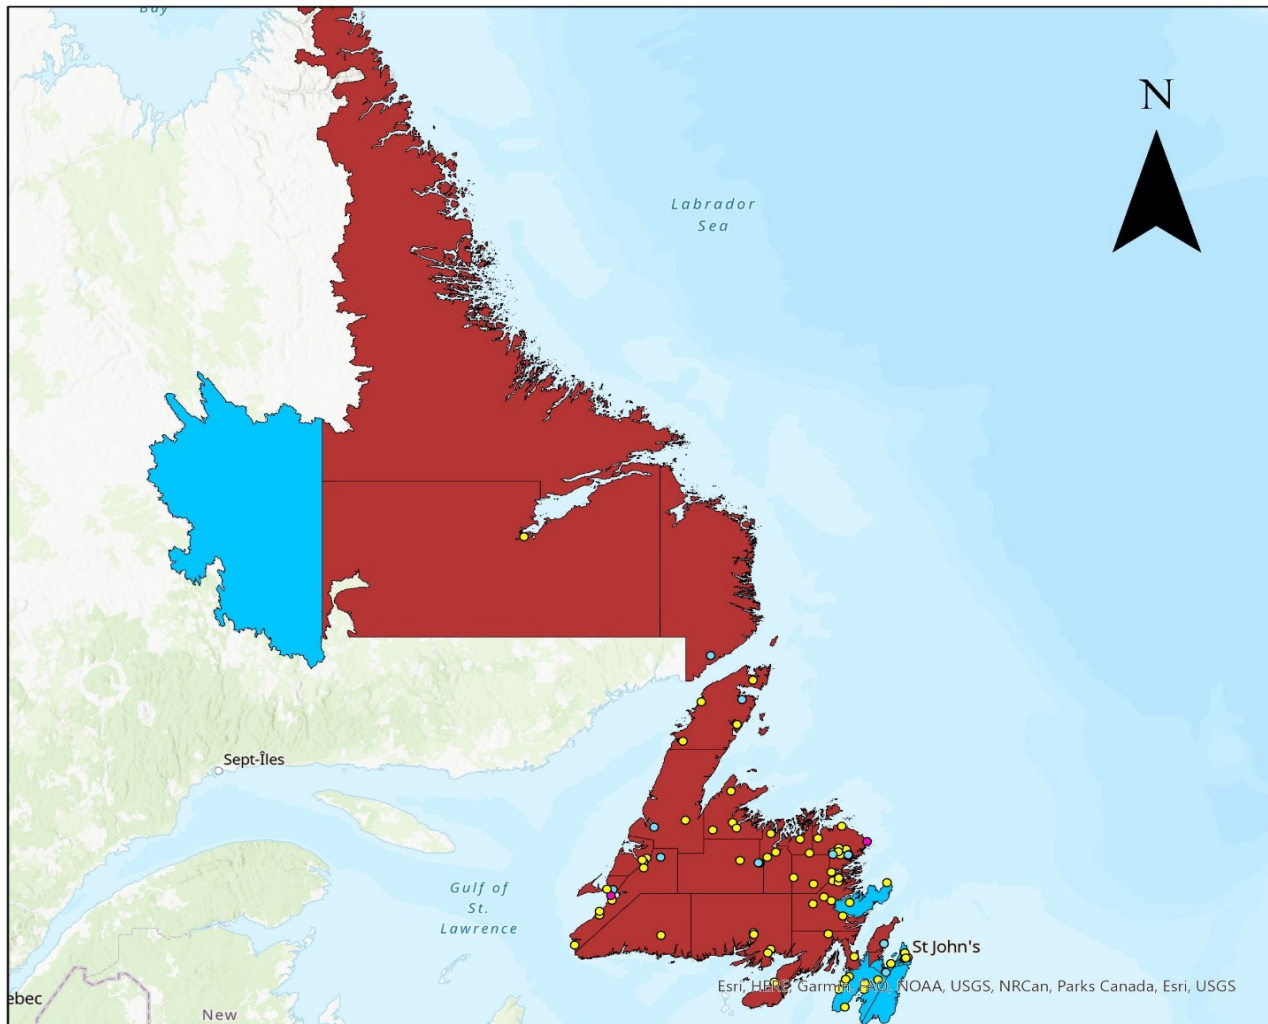 Bay
N
Labrador
Sea
Sept-Îles
Gulf of
St.
Lawrence
St John's
Esri, HERE, Garmin, FAO, NOAA, USGS, NRCan, Parks Canada, Esri, USGS
ebec
New